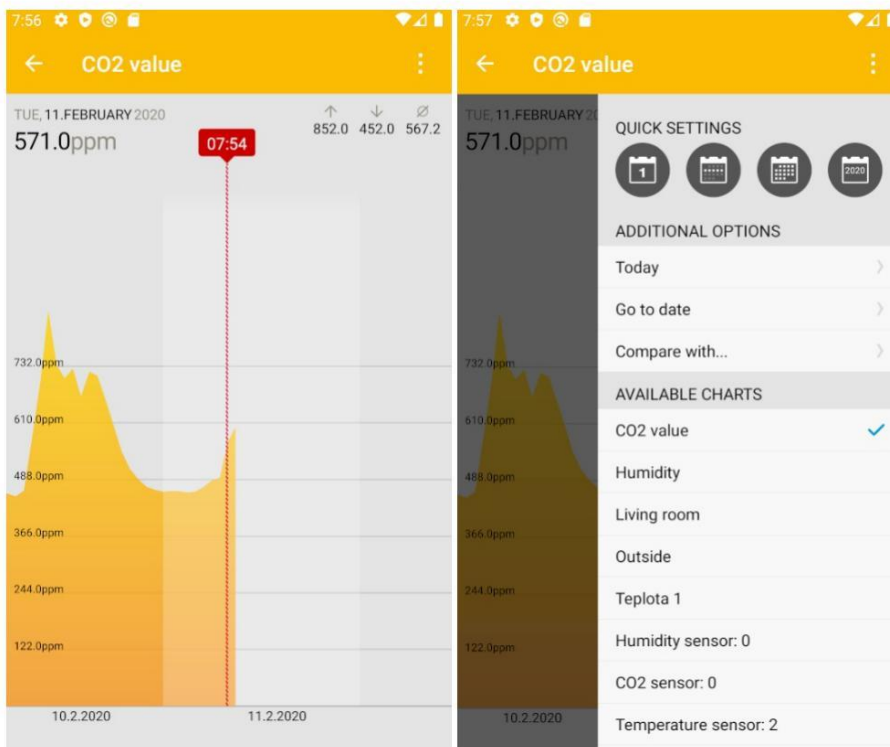 7:56
CO2 value
TUE, 11.FEBRUARY 2020
571.0ppm
↑ ↓ ∅
852.0 452.0 567.2
07:54
732.0ppm
610.0ppm
488.0ppm
366.0ppm
244.0ppm
122.0ppm
10.2.2020 11.2.2020
7:57
CO2 value
TUE, 11.FEBRUARY 20
571.0ppm
732.0ppm
610.0ppm
488.0ppm
366.0ppm
244.0ppm
122.0ppm
10.2.2020
QUICK SETTINGS
1
2020
ADDITIONAL OPTIONS
Today
Go to date
Compare with...
AVAILABLE CHARTS
CO2 value
Humidity
Living room
Outside
Teplota 1
Humidity sensor: 0
CO2 sensor: 0
Temperature sensor: 2